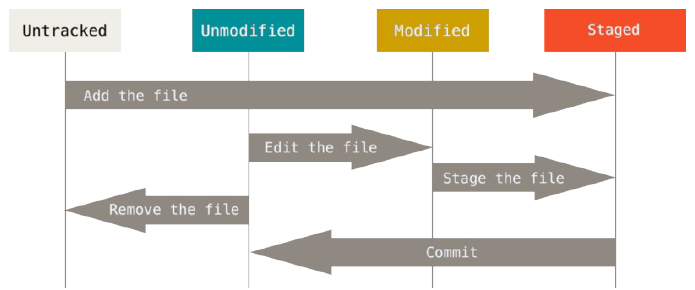 Untracked
Unmodified
Modified
Staged
Add the file
Edit the file
Stage the file
Remove the file
Commit